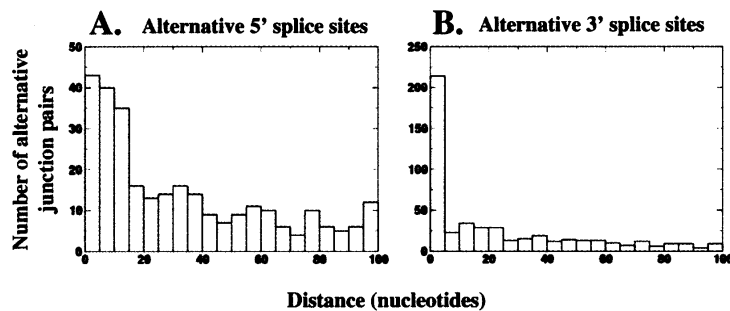 A. Alternative 5' splice sites
B. Alternative 3' splice sites
Number of alternative
junction pairs
50
40
30
20
10
0
0 20 40 60 80 100
250
200
150
100
50
0
0 20 40 60 80 100
Distance (nucleotides)